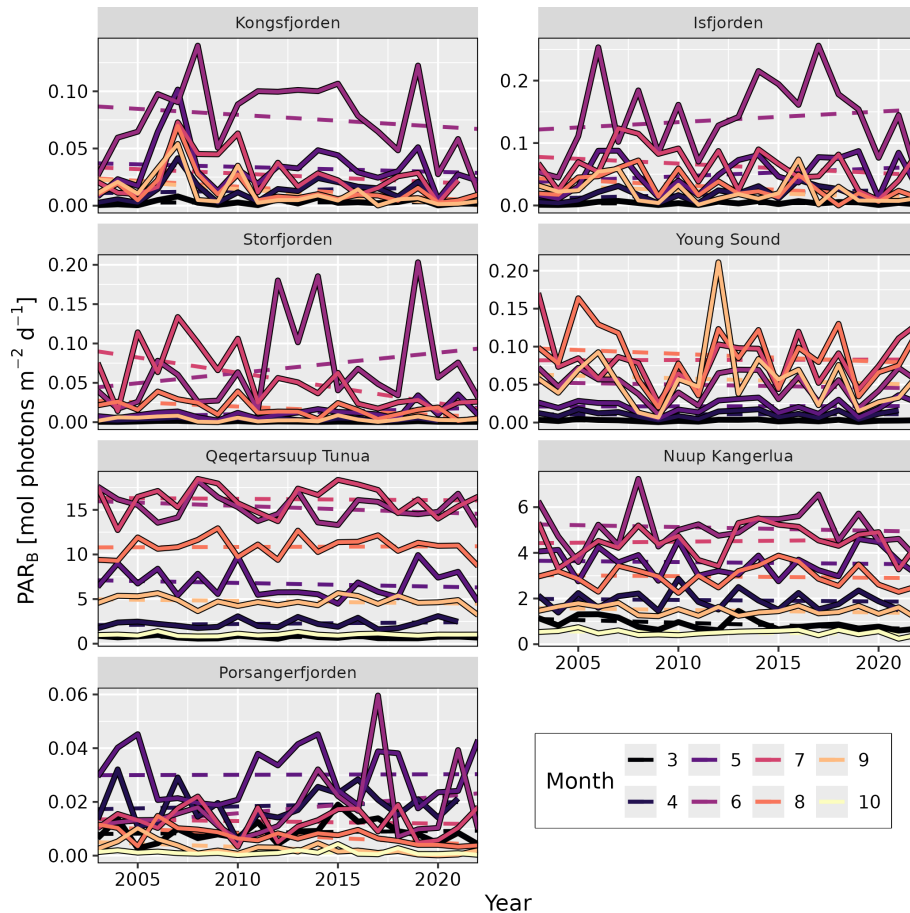 Kongsfjorden
Isfjorden
0.10
0.05
0.00
0.2
0.1
0.0
Storfjorden
Young Sound
0.20
0.15
0.10
0.05
0.00
0.20
0.15
0.10
0.05
0.00
PAR_B [mol photons m⁻² d⁻¹]
Qeqertarsuup Tunua
Nuup Kangerlua
15
10
5
0
6
4
2
0
2005 2010 2015 2020
Porsangerfjorden
0.06
0.04
0.02
0.00
2005 2010 2015 2020
Month
3 5 7 9
4 6 8 10
Year